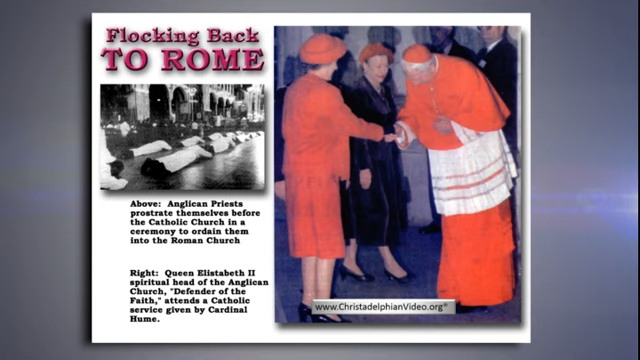 Flocking Back
TO ROME
Above: Anglican Priests
prostrate themselves before
the Catholic Church in a
ceremony to ordain them
into the Roman Church
Right: Queen Elistabeth II
spiritual head of the Anglican
Church, "Defender of the
Faith," attends a Catholic
service given by Cardinal
Hume.
www.ChristadelphianVideo.org®